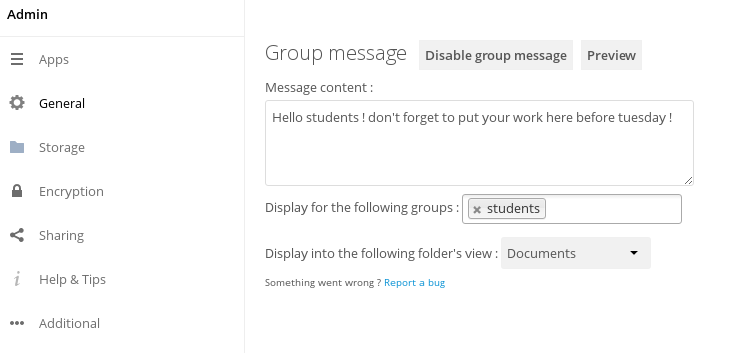 Admin
Apps
General
Storage
Encryption
Sharing
Help & Tips
Additional
Group message Disable group message Preview
Message content :
Hello students ! don't forget to put your work here before tuesday !
Display for the following groups : students
Display into the following folder's view : Documents
Something went wrong ? Report a bug